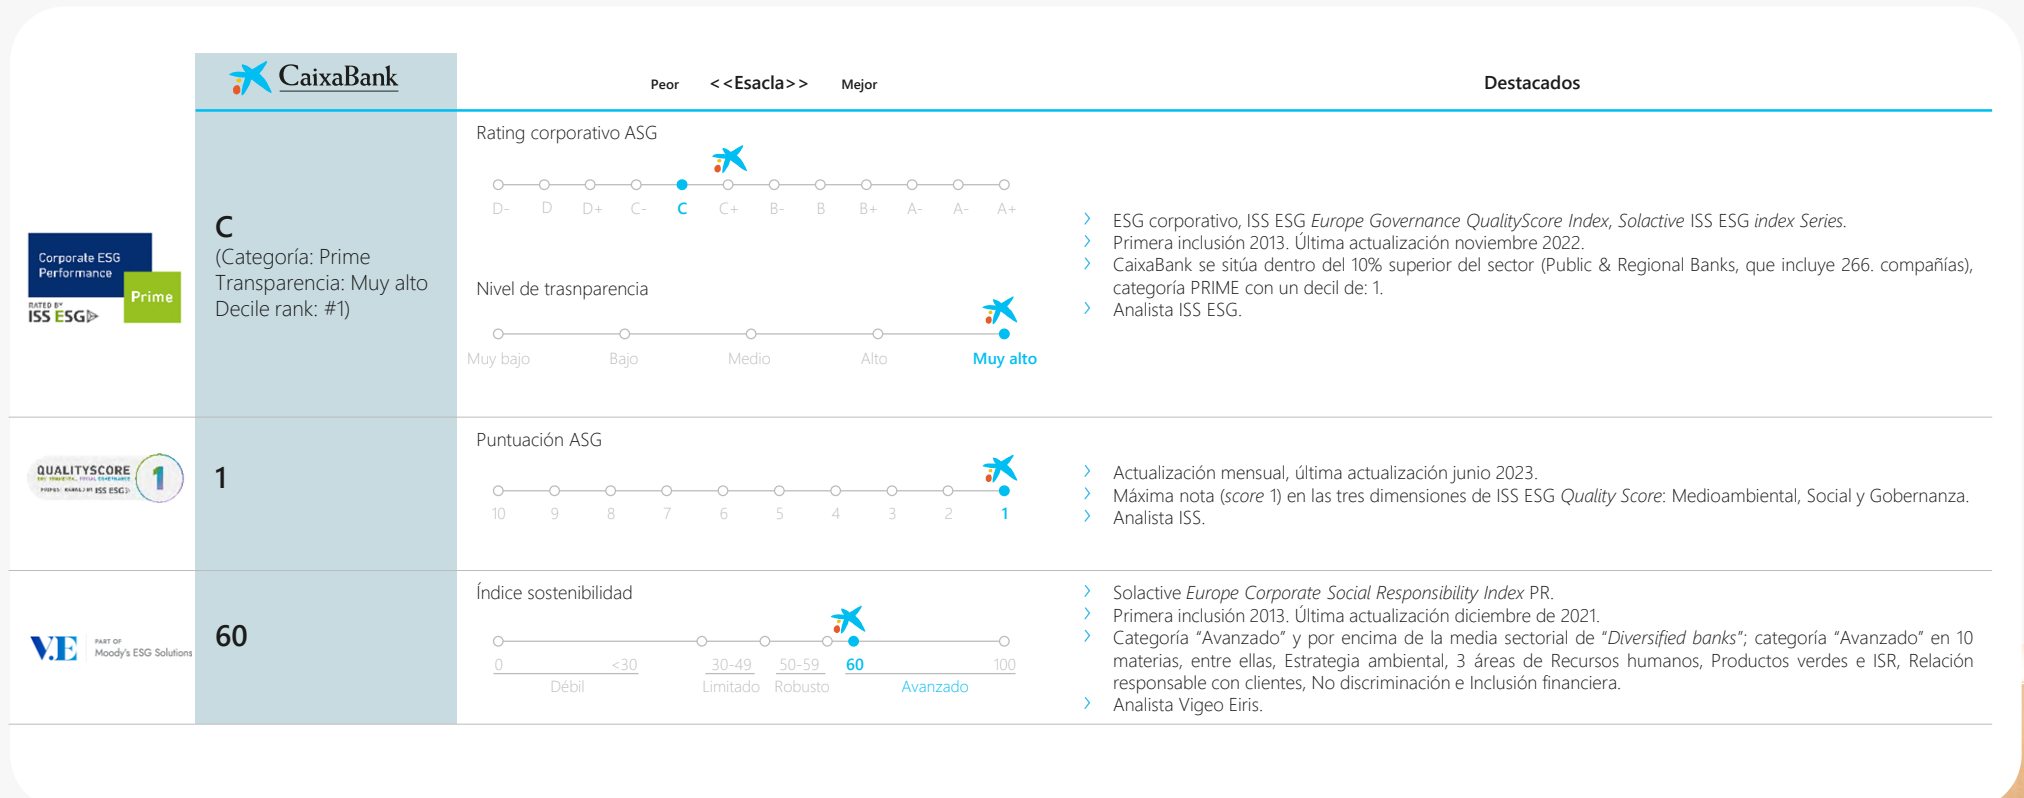 CaixaBank
Peor <<Esacla>> Mejor
Destacados
Corporate ESG
Performance
Prime
RATED BY
ISS ESG
C
(Categoría: Prime
Transparencia: Muy alto
Decile rank: #1)
Rating corporativo ASG
D- D D+ C- C C+ B- B B+ A- A- A+
Nivel de trasnparencia
Muy bajo Bajo Medio Alto Muy alto
ESG corporativo, ISS ESG Europe Governance QualityScore Index, Solactive ISS ESG index Series.
Primera inclusión 2013. Última actualización noviembre 2022.
CaixaBank se sitúa dentro del 10% superior del sector (Public & Regional Banks, que incluye 266. compañías),
categoría PRIME con un decil de: 1.
Analista ISS ESG.
QUALITYSCORE
1
ISS ESG
1
Puntuación ASG
10 9 8 7 6 5 4 3 2 1
Actualización mensual, última actualización junio 2023.
Máxima nota (score 1) en las tres dimensiones de ISS ESG Quality Score: Medioambiental, Social y Gobernanza.
Analista ISS.
V.E
PART OF
Moody's ESG Solutions
60
Índice sostenibilidad
0 <30 30-49 50-59 60 100
Débil Limitado Robusto Avanzado
Solactive Europe Corporate Social Responsibility Index PR.
Primera inclusión 2013. Última actualización diciembre de 2021.
Categoría “Avanzado” y por encima de la media sectorial de “Diversified banks”; categoría “Avanzado” en 10
materias, entre ellas, Estrategia ambiental, 3 áreas de Recursos humanos, Productos verdes e ISR, Relación
responsable con clientes, No discriminación e Inclusión financiera.
Analista Vigeo Eiris.